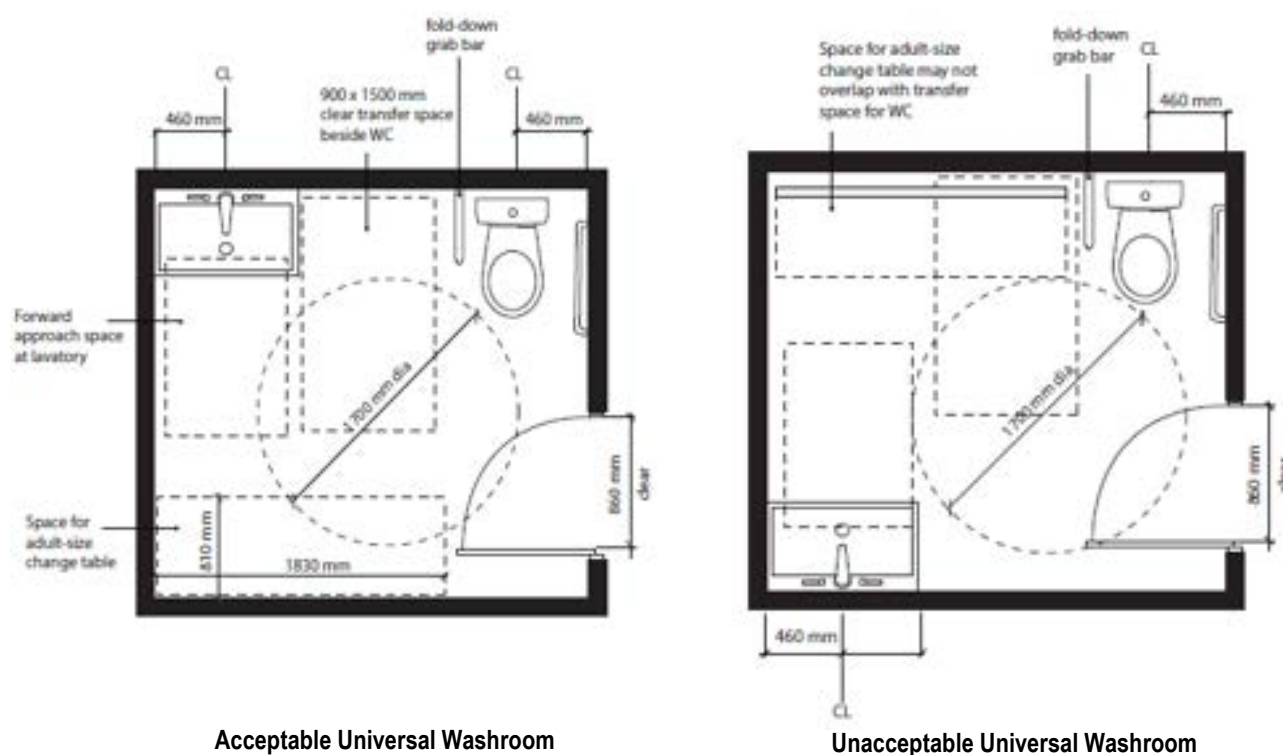 fold-down
grab bar
CL
460 mm
900 x 1500 mm
clear transfer space
beside WC
CL
460 mm
Forward
approach space
at lavatory
1700 mm dia
860 mm
clear
Space for
adult-size
change table
810 mm
1830 mm
Acceptable Universal Washroom
Space for adult-size
change table may not
overlap with transfer
space for WC
fold-down
grab bar
CL
460 mm
1700 mm dia
860 mm
clear
460 mm
CL
Unacceptable Universal Washroom